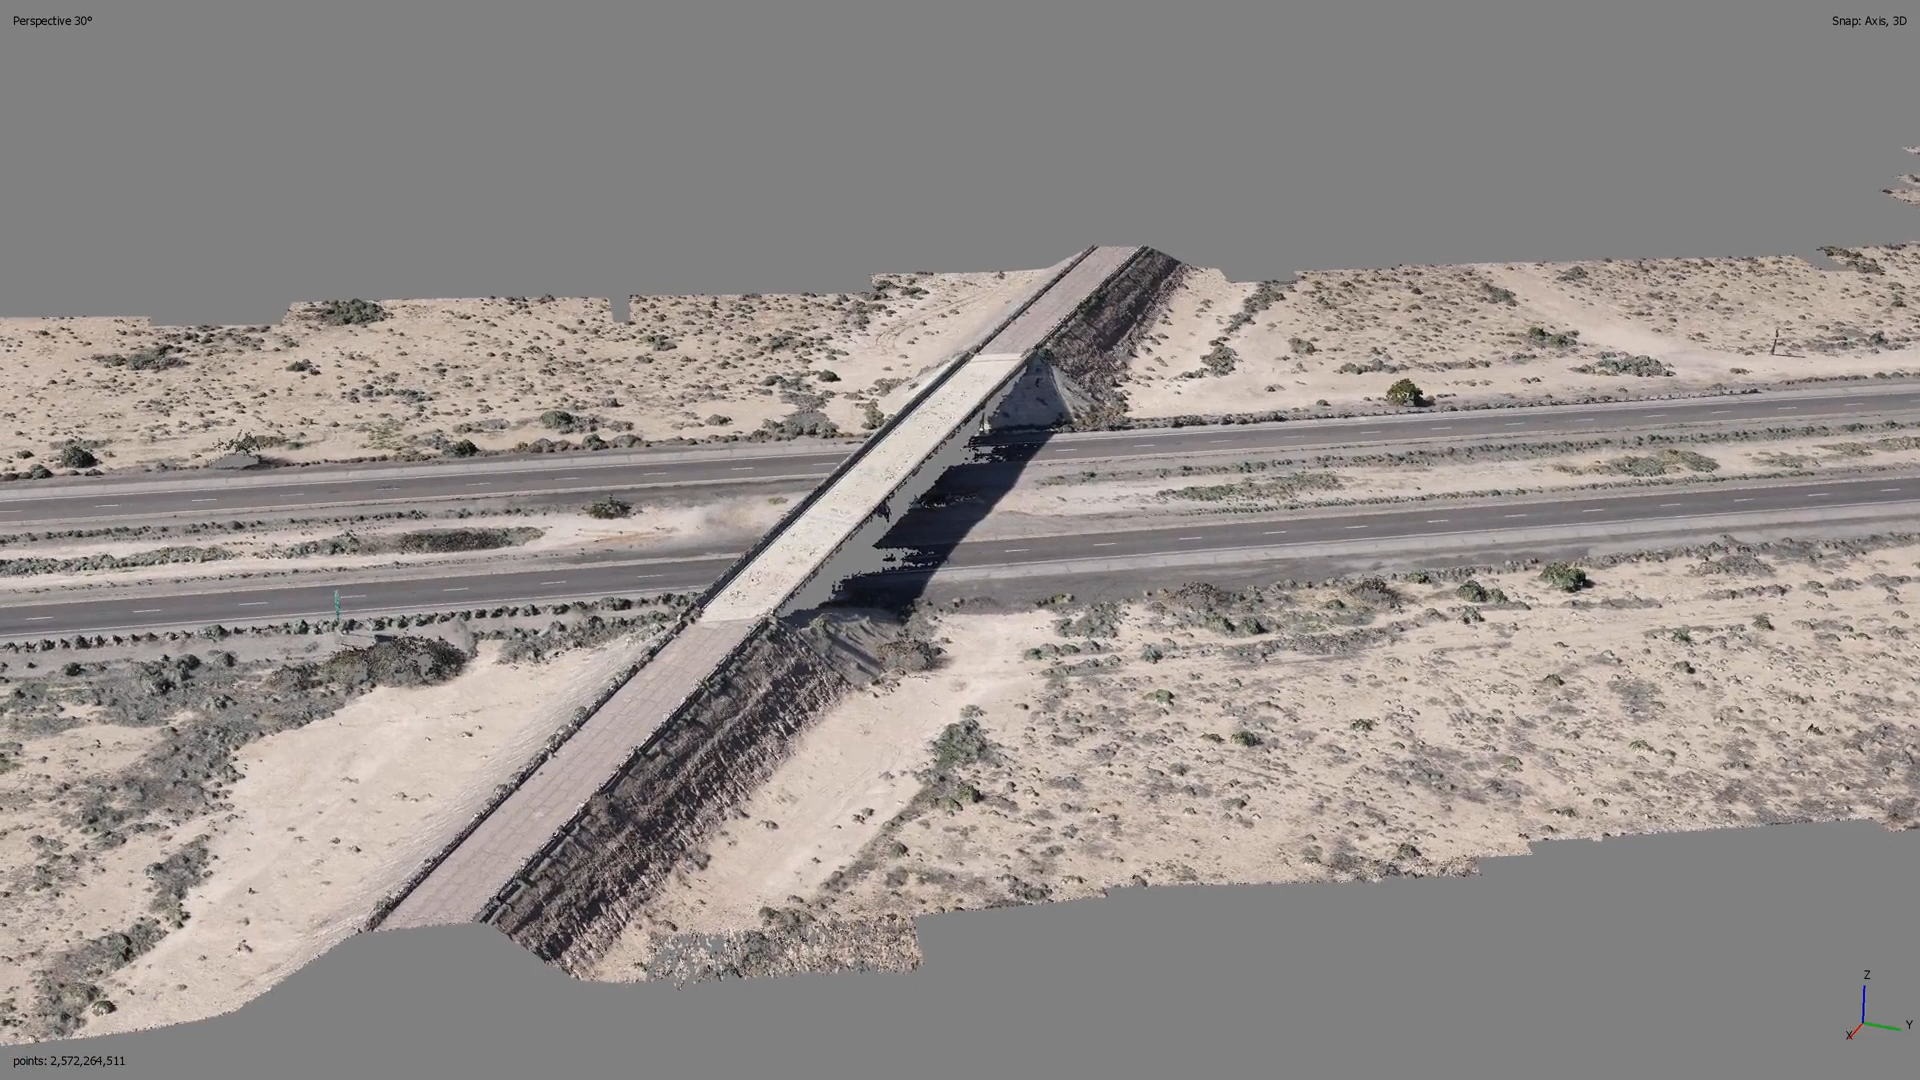 Perspective 30°
Snap: Axis, 3D
Z
Y
X
points: 2,572,264,511